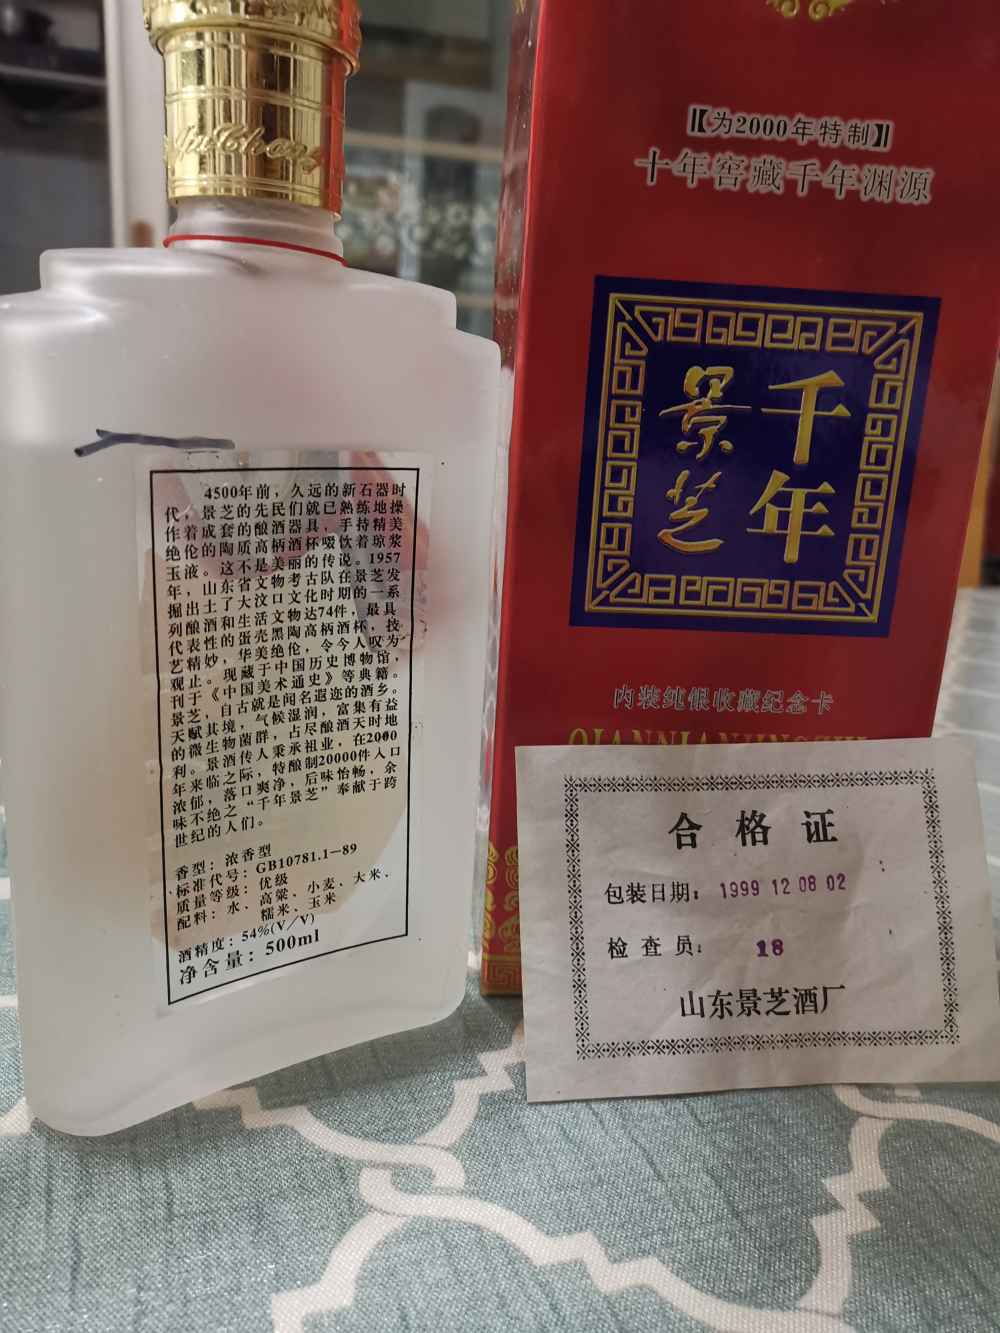 4500年前，久远的新石器时
代，景芝的先民们就已熟练地操
作着成套的酿酒器具，手持精美
绝伦的陶质高柄酒杯啜饮着琼浆
玉液。这不是美丽的传说。1957
年，山东省文物考古队在景芝发
掘出土了大汶口文化时期的一系
列酿酒和生活文物达74件，最具
代表性的蛋壳黑陶高柄酒杯，技
艺精妙，华美绝伦，令今人叹为
观止。现藏于中国历史博物馆，
刊于《中国美术通史》等典籍。
景芝，自古就是闻名遐迩的酒乡。
天赋其境，气候湿润，富集有益
的微生物菌群，占尽酿酒天时地
利。景酒传人秉承祖业，在2000
年来临之际，特酿制20000件入口
浓郁，落口爽净，后味怡畅，余
味不绝之“千年景芝”奉献于跨
世纪的人们。
香型：浓香型
标准代号：GB10781.1-89
质量等级：优级
配料：水、高粱、小麦、大米、
糯米、玉米
酒精度：54%(V/V)
净含量：500ml
【为2000年特制】
十年窖藏千年渊源
千年
景芝
内装纯银收藏纪念卡
QIANNIANJINGZHI
合格证
包装日期：1999 12 08 02
检查员：18
山东景芝酒厂